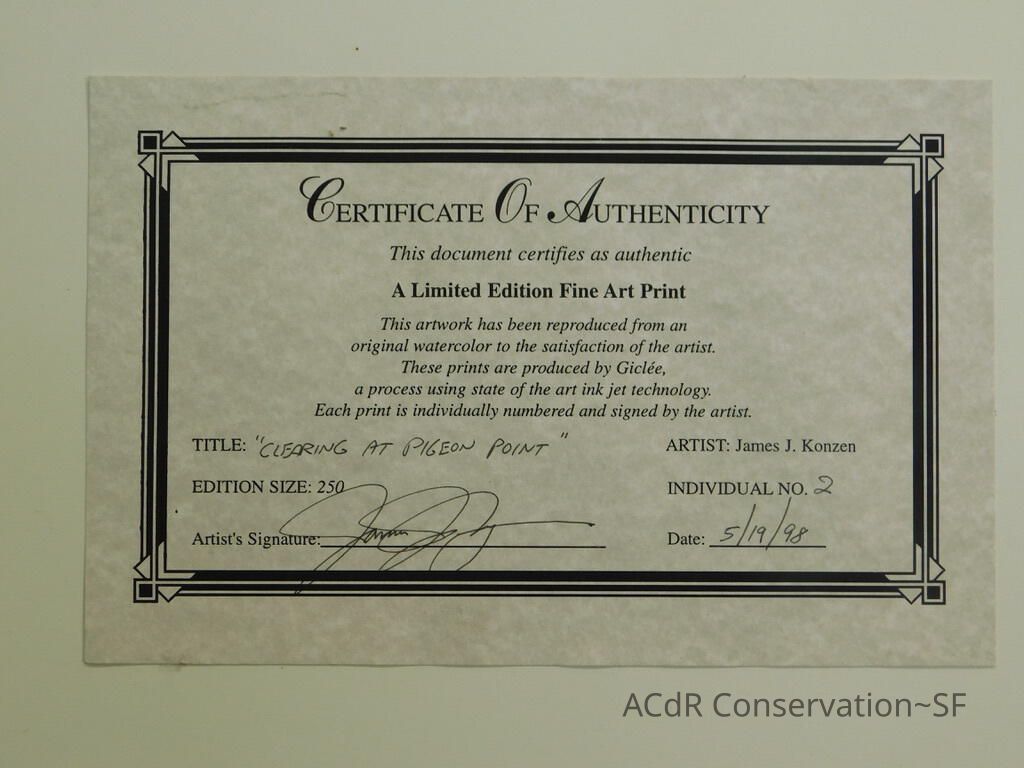 Certificate Of Authenticity
This document certifies as authentic
A Limited Edition Fine Art Print
This artwork has been reproduced from an
original watercolor to the satisfaction of the artist.
These prints are produced by Giclée,
a process using state of the art ink jet technology.
Each print is individually numbered and signed by the artist.
TITLE: "CLEARING AT PIGEON POINT" ARTIST: James J. Konzen
EDITION SIZE: 250 INDIVIDUAL NO. 2
Artist's Signature: Date: 5/19/98
ACdR Conservation~SF